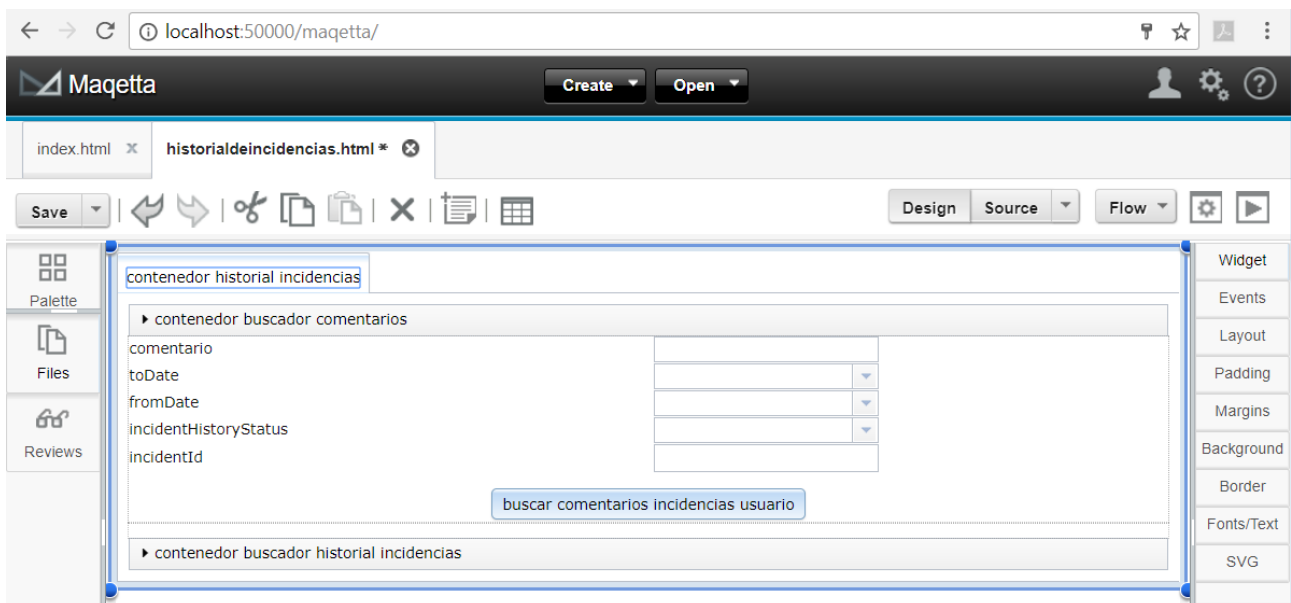 localhost:50000/maqetta/
Maqetta
Create
Open
index.html
historialdeincidencias.html *
Save
Design
Source
Flow
Palette
Files
Reviews
contenedor historial incidencias
contenedor buscador comentarios
comentario
toDate
fromDate
incidentHistoryStatus
incidentId
buscar comentarios incidencias usuario
contenedor buscador historial incidencias
Widget
Events
Layout
Padding
Margins
Background
Border
Fonts/Text
SVG